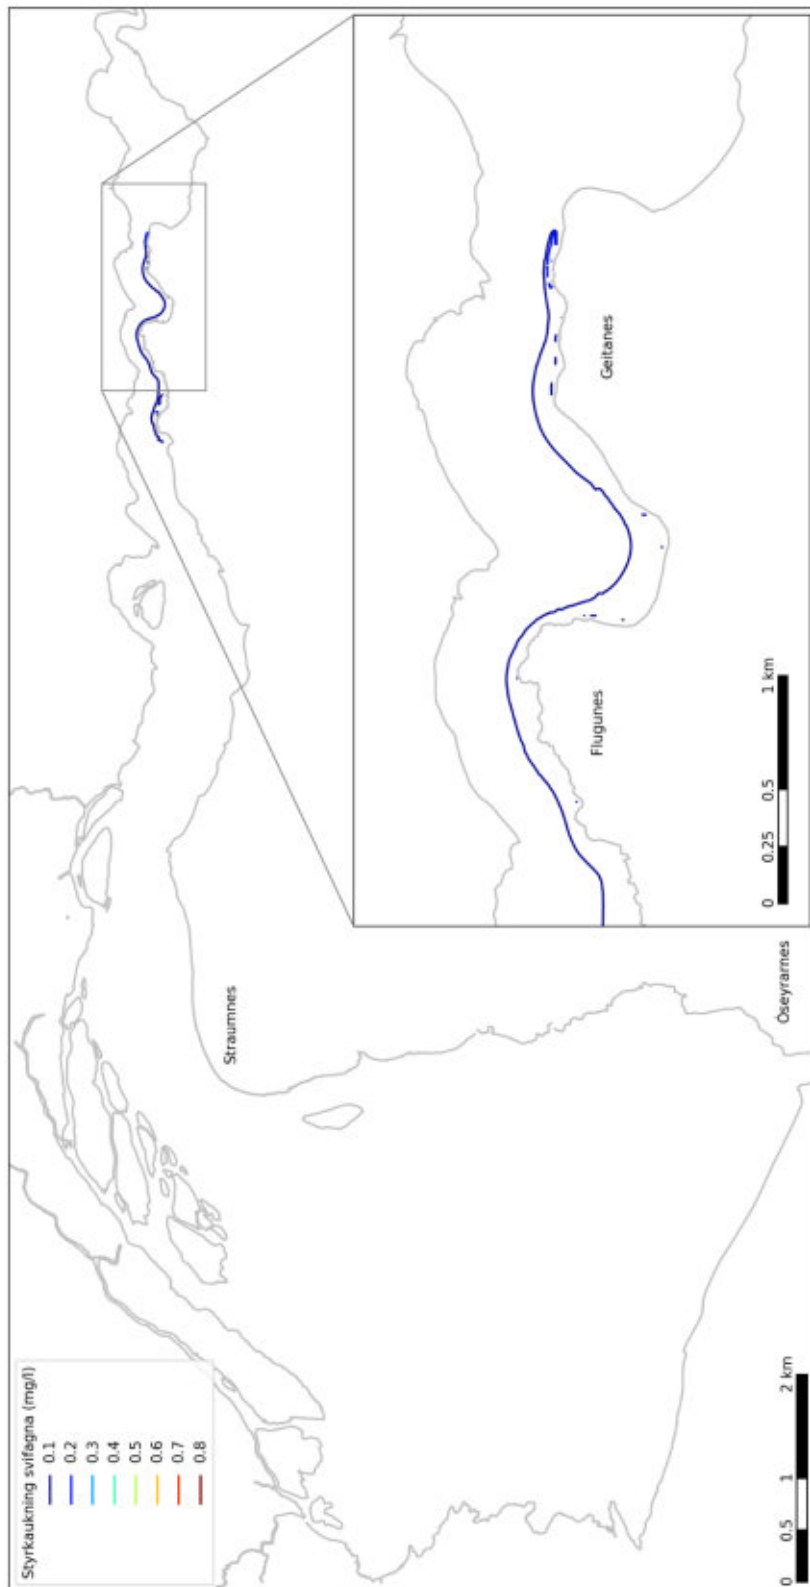 Styrkaukning svifagna (mg/l)
0.1
0.2
0.3
0.4
0.5
0.6
0.7
0.8
Straumnes
Óseyrarnes
Flugunes
Geitanes
0 0.25 0.5 1 km
0 0.5 1 2 km